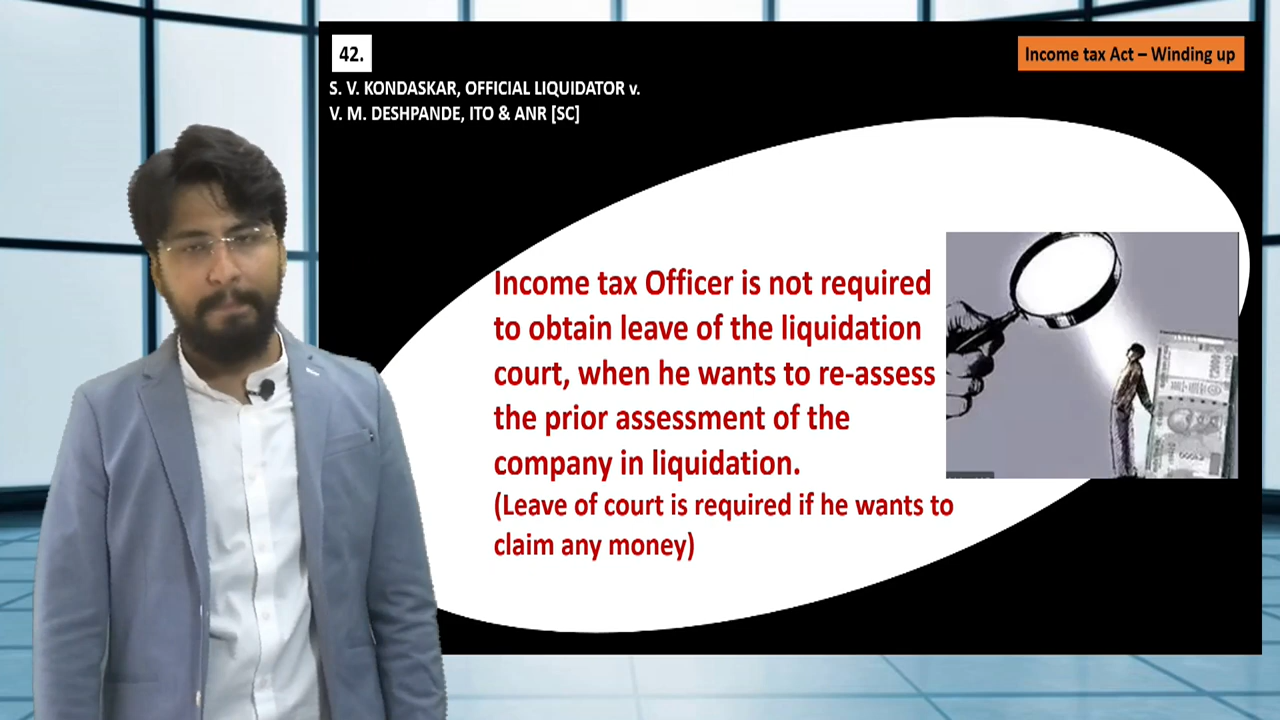 42.
Income tax Act – Winding up
S. V. KONDASKAR, OFFICIAL LIQUIDATOR v.
V. M. DESHPANDE, ITO & ANR [SC]
Income tax Officer is not required
to obtain leave of the liquidation
court, when he wants to re-assess
the prior assessment of the
company in liquidation.
(Leave of court is required if he wants to
claim any money)